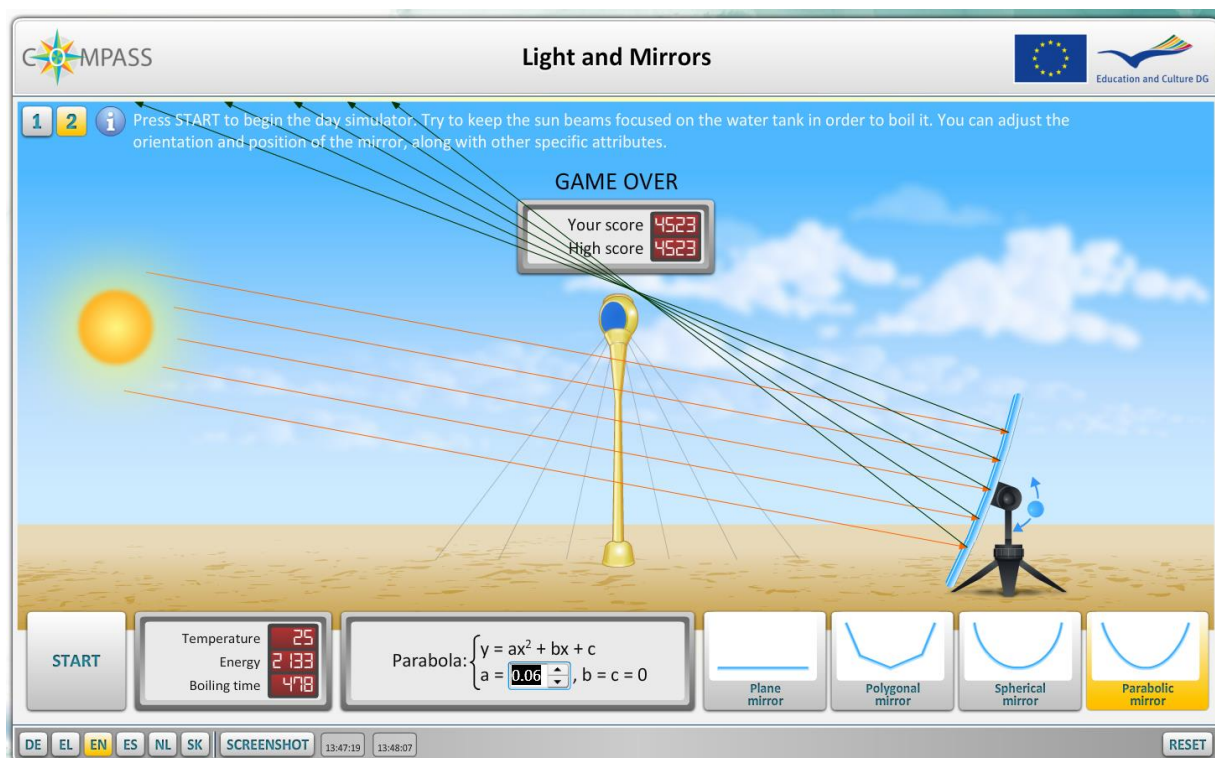 COMPASS
Light and Mirrors
Education and Culture DG
1 2 i Press START to begin the day simulator. Try to keep the sun beams focused on the water tank in order to boil it. You can adjust the
orientation and position of the mirror, along with other specific attributes.
GAME OVER
Your score 4523
High score 4523
START
Temperature 25
Energy 2133
Boiling time 478
Parabola:
y = ax² + bx + c
a = 0.06 , b = c = 0
Plane
mirror
Polygonal
mirror
Spherical
mirror
Parabolic
mirror
DE EL EN ES NL SK SCREENSHOT 13:47:19 13:48:07 RESET